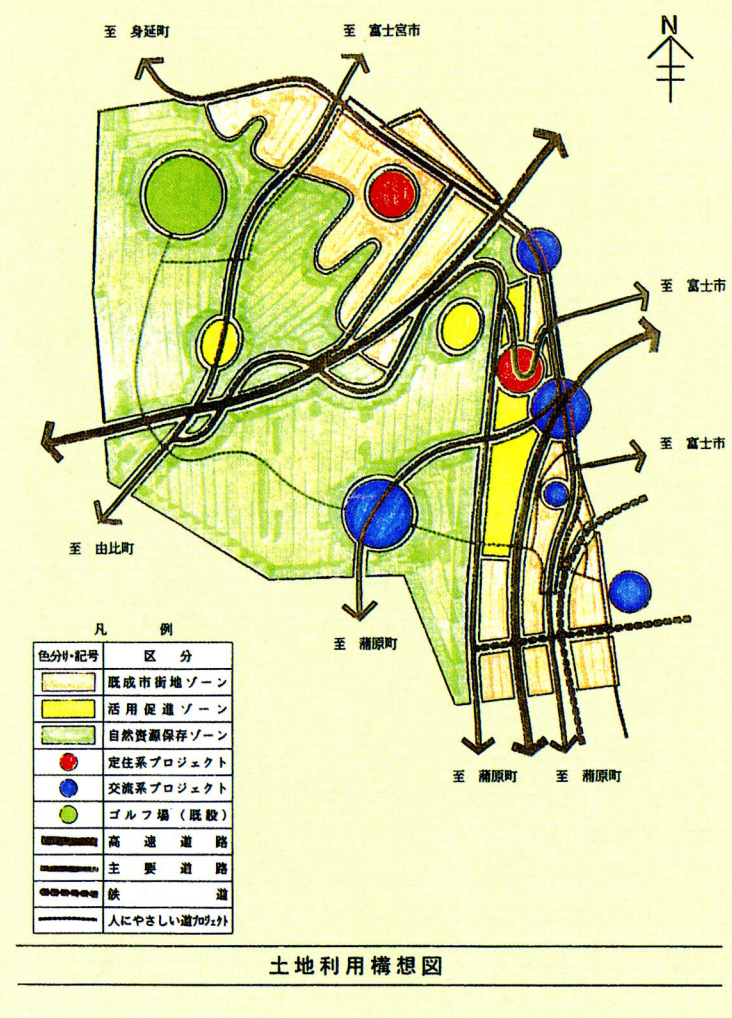 至 身延町
至 富士宮市
N
至 富士市
至 富士市
至 由比町
至 蒲原町
至 蒲原町
至 蒲原町
凡 例
色分け・記号 区 分
既成市街地ゾーン
活用促進ゾーン
自然資源保存ゾーン
定住系プロジェクト
交流系プロジェクト
ゴルフ場(既設)
高速道路
主要道路
鉄道
人にやさしい道プロジェクト
土地利用構想図